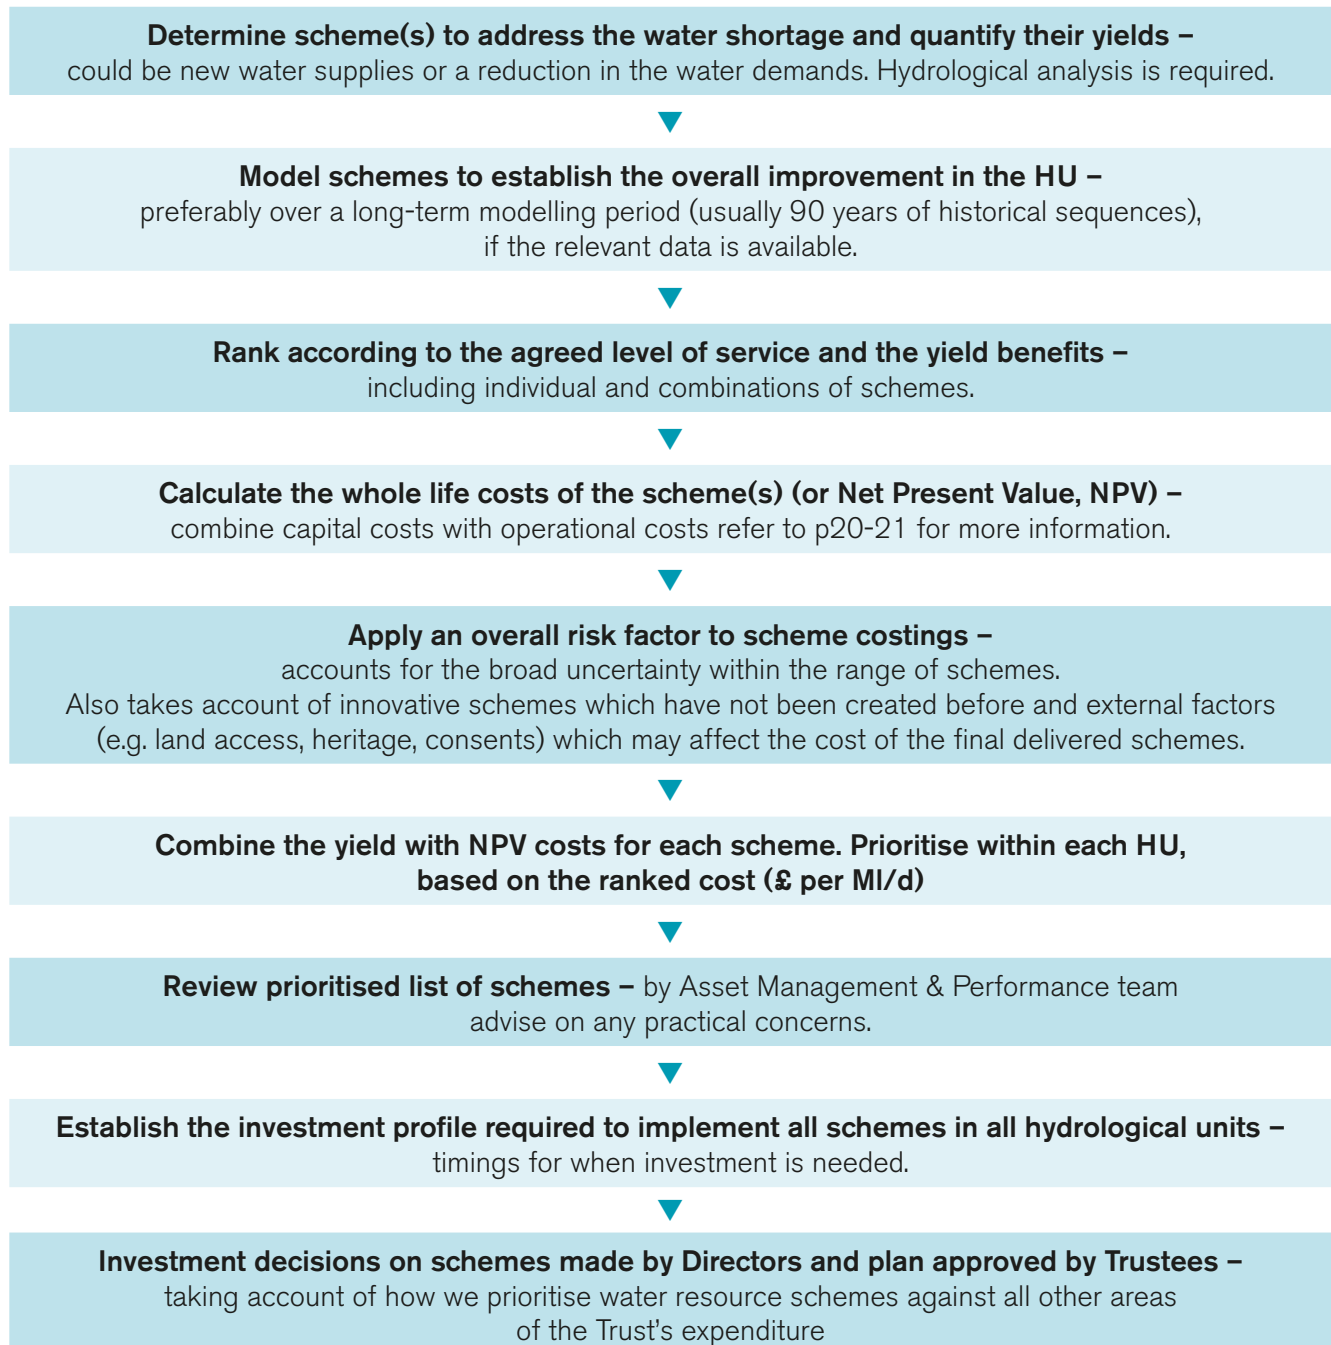 Determine scheme(s) to address the water shortage and quantify their yields –
could be new water supplies or a reduction in the water demands. Hydrological analysis is required.
Model schemes to establish the overall improvement in the HU –
preferably over a long-term modelling period (usually 90 years of historical sequences),
if the relevant data is available.
Rank according to the agreed level of service and the yield benefits –
including individual and combinations of schemes.
Calculate the whole life costs of the scheme(s) (or Net Present Value, NPV) –
combine capital costs with operational costs refer to p20-21 for more information.
Apply an overall risk factor to scheme costings –
accounts for the broad uncertainty within the range of schemes.
Also takes account of innovative schemes which have not been created before and external factors
(e.g. land access, heritage, consents) which may affect the cost of the final delivered schemes.
Combine the yield with NPV costs for each scheme. Prioritise within each HU,
based on the ranked cost (£ per Ml/d)
Review prioritised list of schemes – by Asset Management & Performance team
advise on any practical concerns.
Establish the investment profile required to implement all schemes in all hydrological units –
timings for when investment is needed.
Investment decisions on schemes made by Directors and plan approved by Trustees –
taking account of how we prioritise water resource schemes against all other areas
of the Trust's expenditure